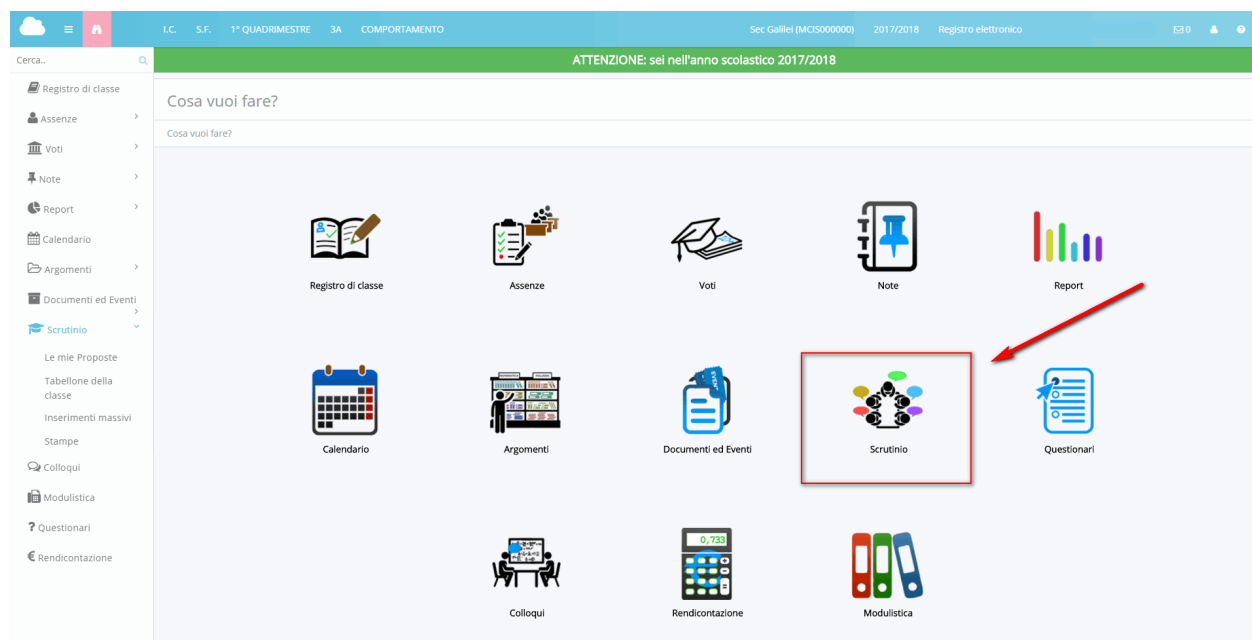 I.C. S.F. 1° QUADRIMESTRE 3A COMPORTAMENTO Sec Galilei (MCIS000000) 2017/2018 Registro elettronico 0
Cerca..
ATTENZIONE: sei nell'anno scolastico 2017/2018
Registro di classe
Assenze
Voti
Note
Report
Calendario
Argomenti
Documenti ed Eventi
Scrutinio
Le mie Proposte
Tabellone della
classe
Inserimenti massivi
Stampe
Colloqui
Modulistica
? Questionari
€ Rendicontazione
Cosa vuoi fare?
Cosa vuoi fare?
Registro di classe Assenze Voti Note Report
Calendario Argomenti Documenti ed Eventi Scrutinio Questionari
0,733
Colloqui Rendicontazione Modulistica